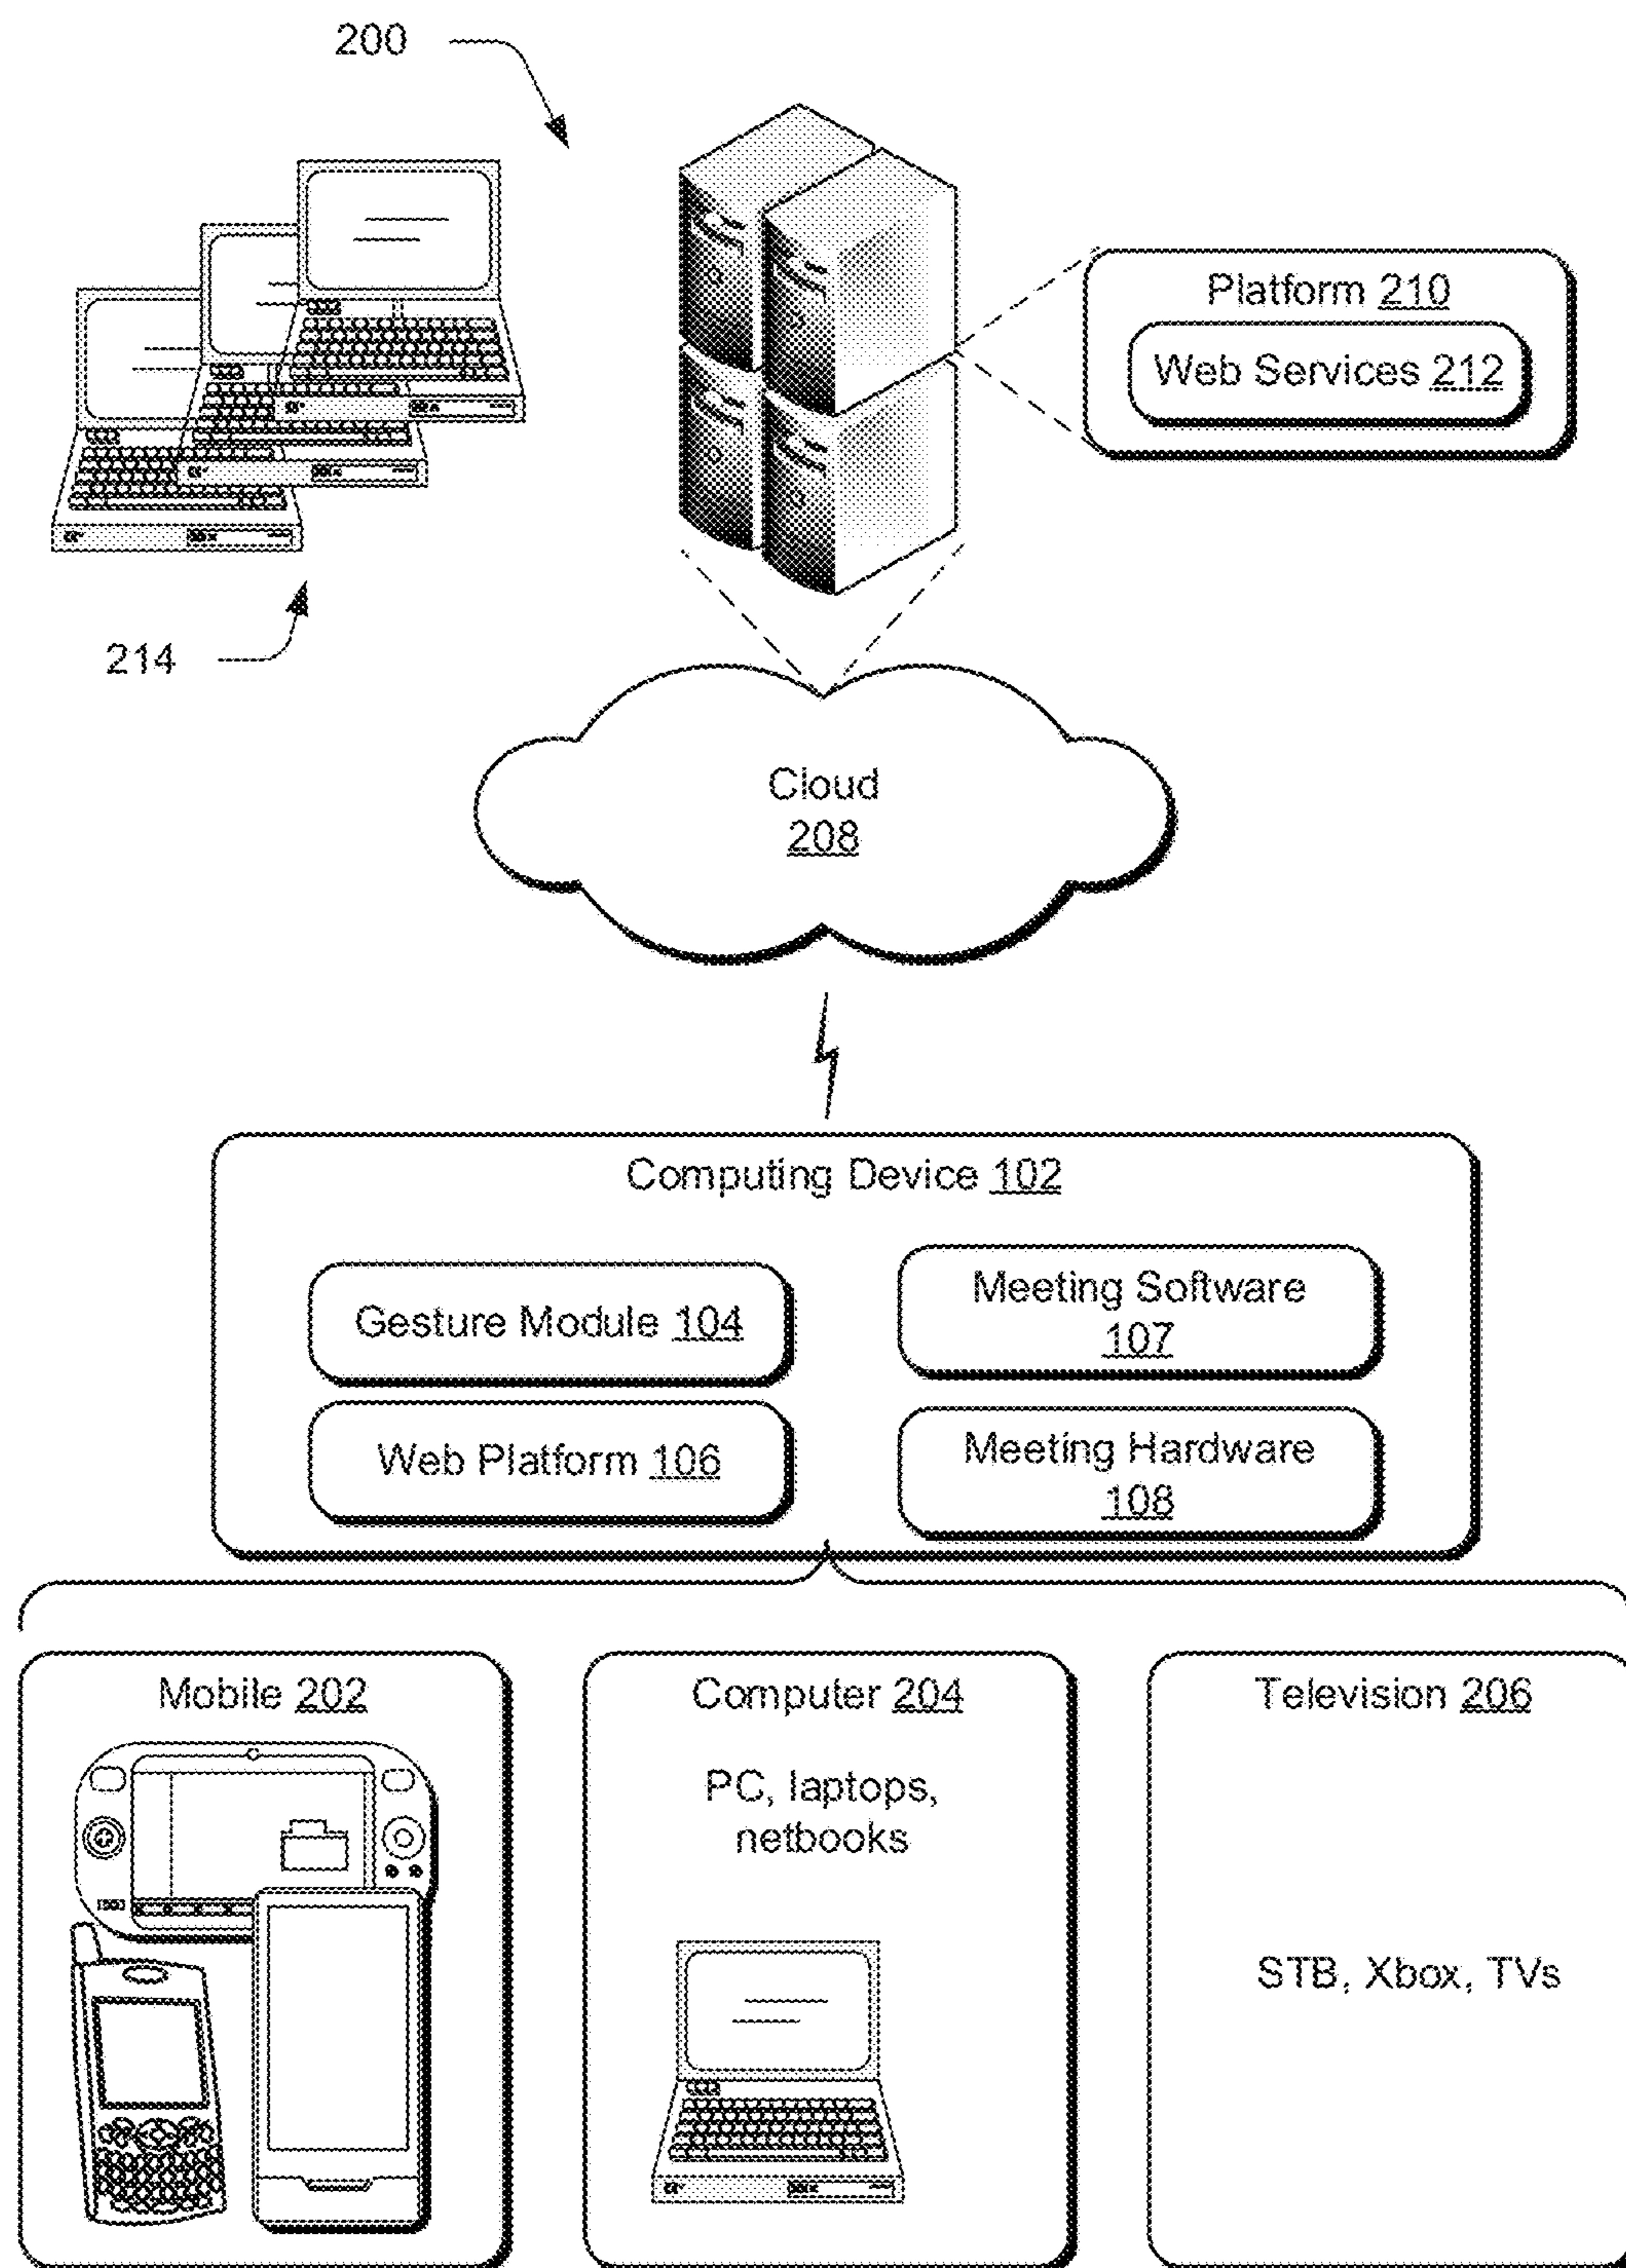 200
Platform 210
Web Services 212
214
Cloud
208
Computing Device 102
Gesture Module 104
Meeting Software
107
Web Platform 106
Meeting Hardware
108
Mobile 202
Computer 204
PC, laptops,
netbooks
Television 206
STB, Xbox, TVs